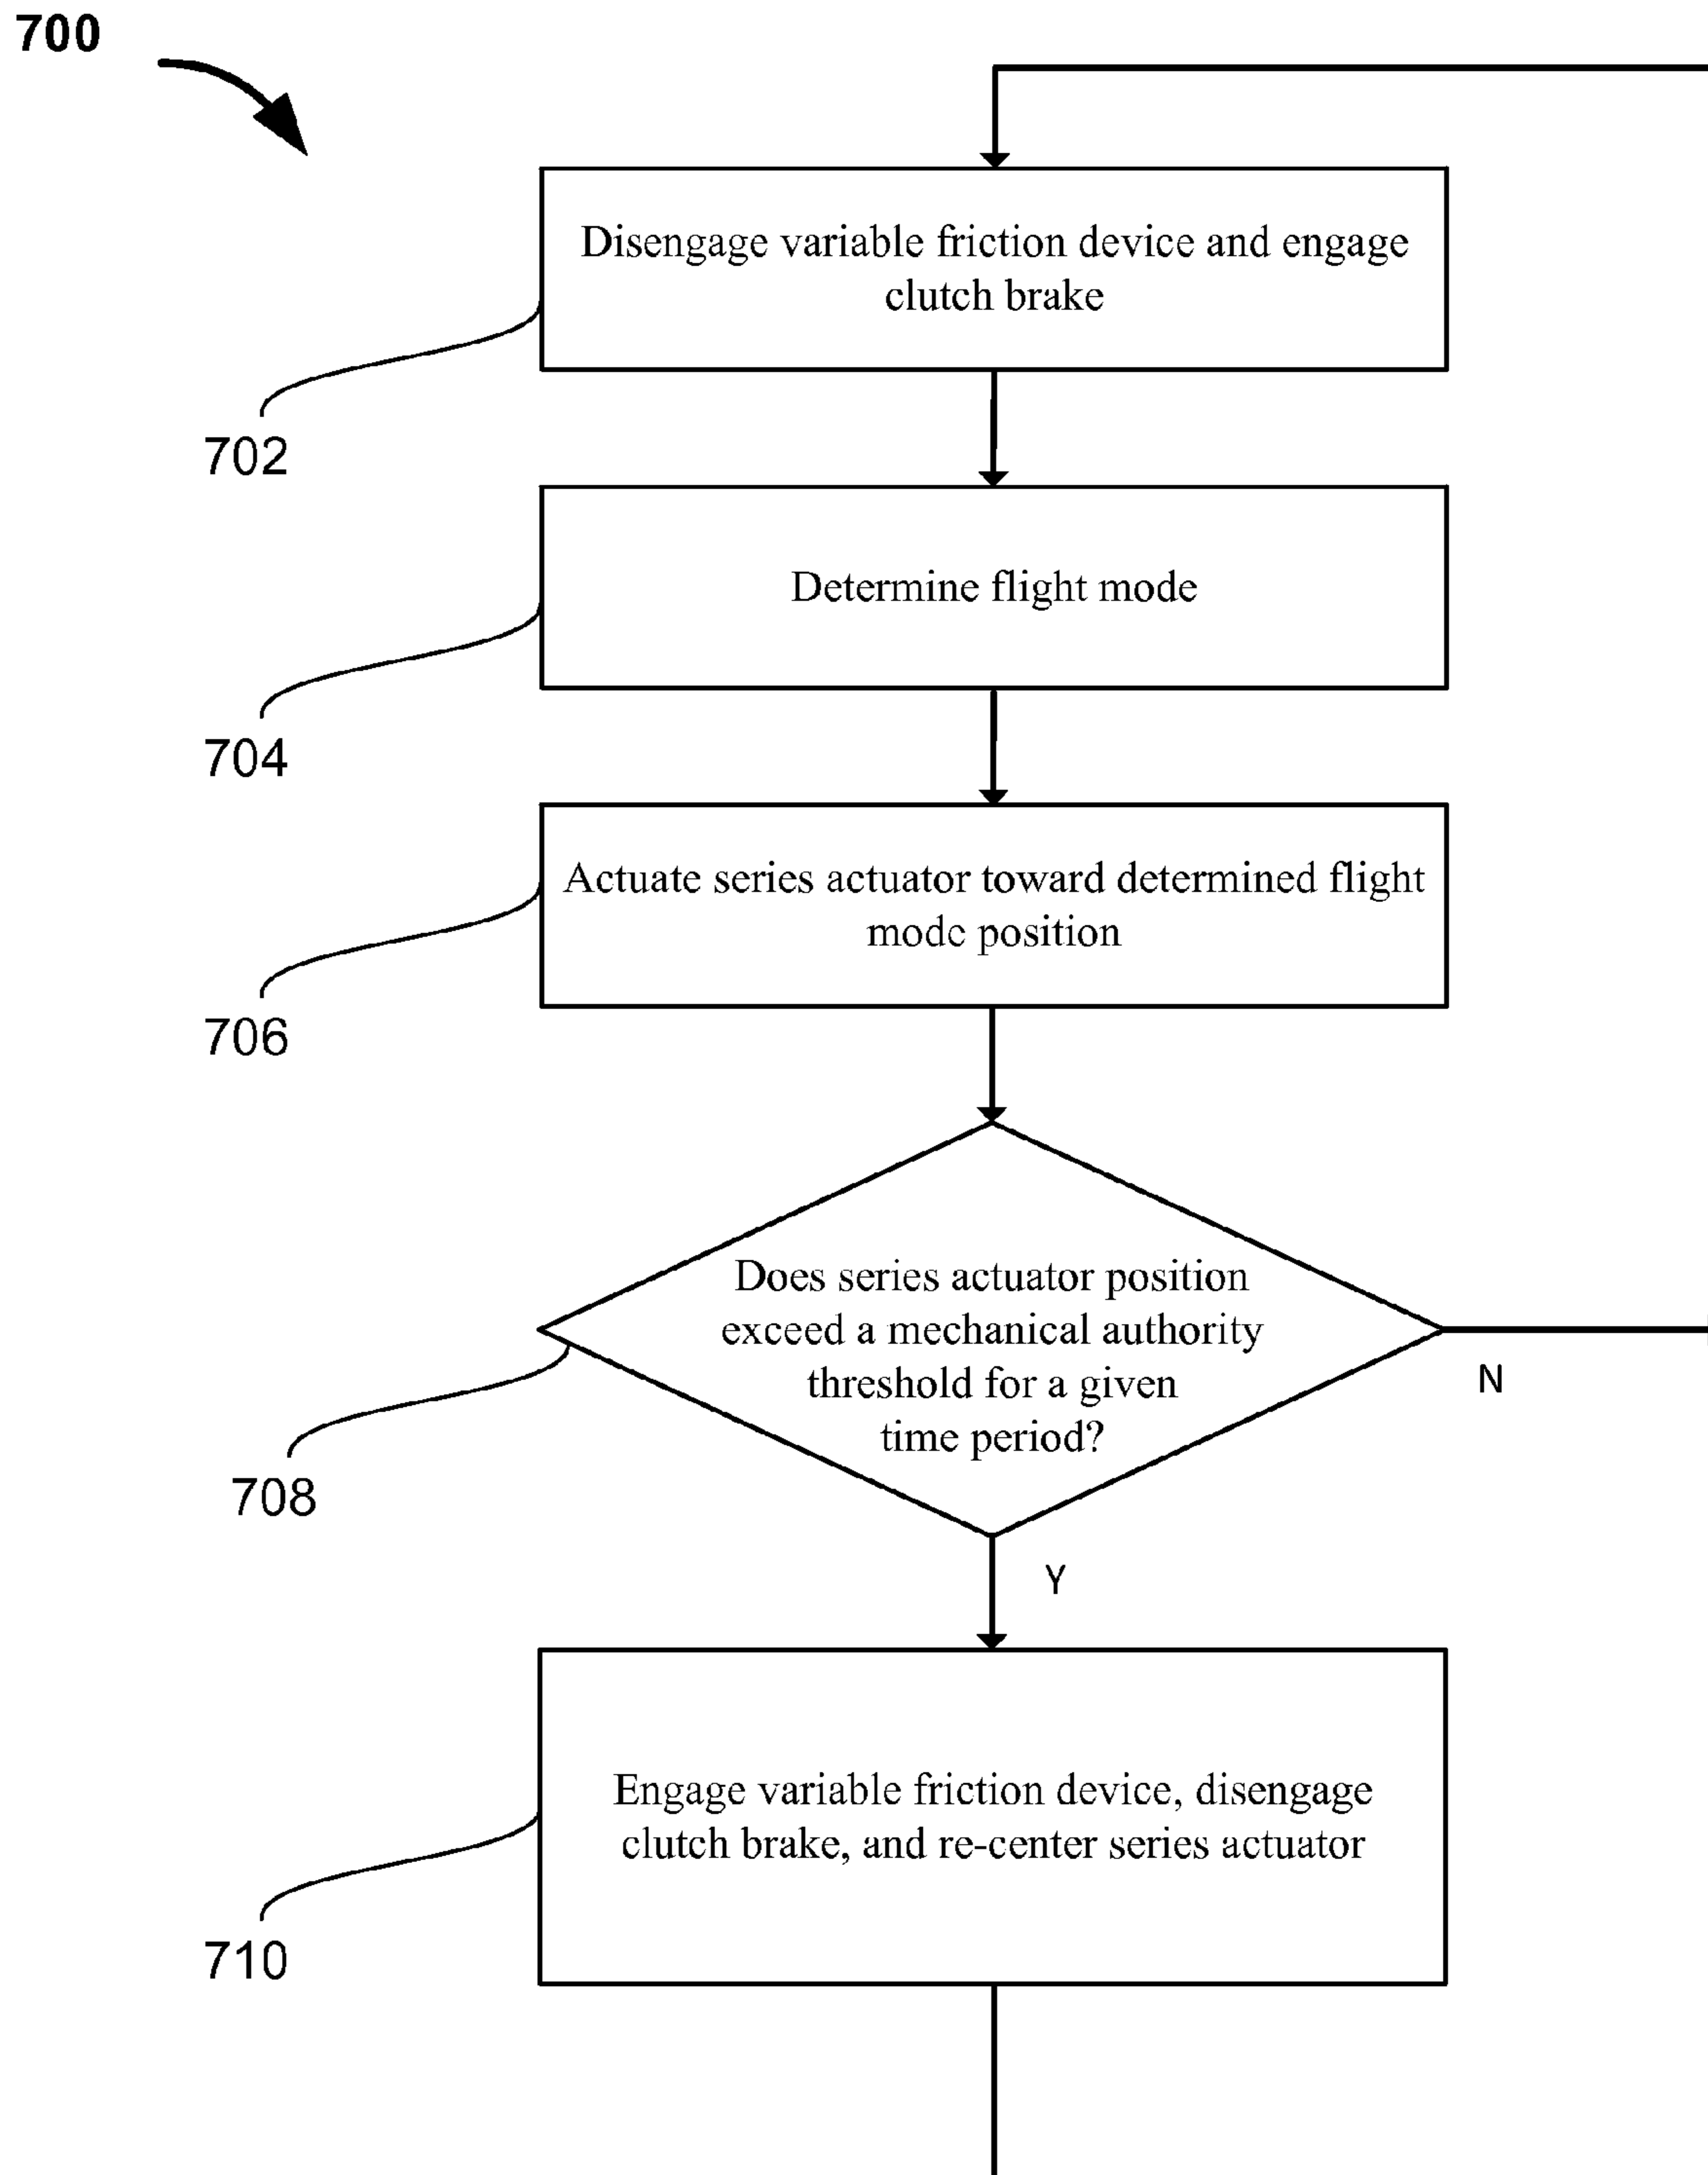 700
Disengage variable friction device and engage
clutch brake
702
Determine flight mode
704
Actuate series actuator toward determined flight
mode position
706
Does series actuator position
exceed a mechanical authority
threshold for a given
time period?
N
708
Y
Engage variable friction device, disengage
clutch brake, and re-center series actuator
710